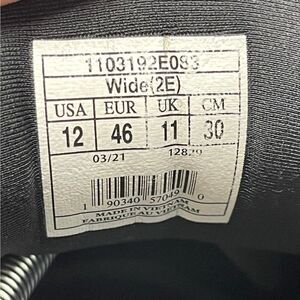 1103192E093
Wide(2E)
USA EUR UK CM
12 46 11 30
03/21 12829
1 90340 57049 0
MADE IN VIETNAM
FABRIQUE AU VIETNAM